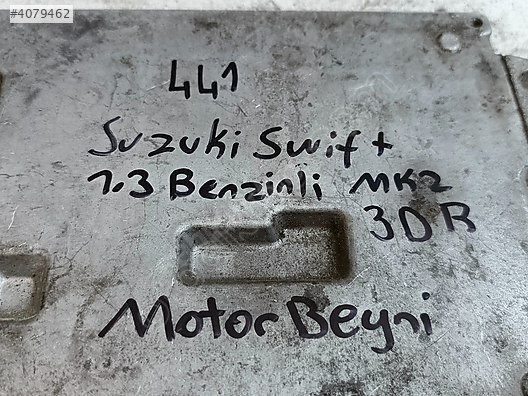 #4079462
441
Suzuki Swift
1.3 Benzinli MK2
3DR
Motor Beyni